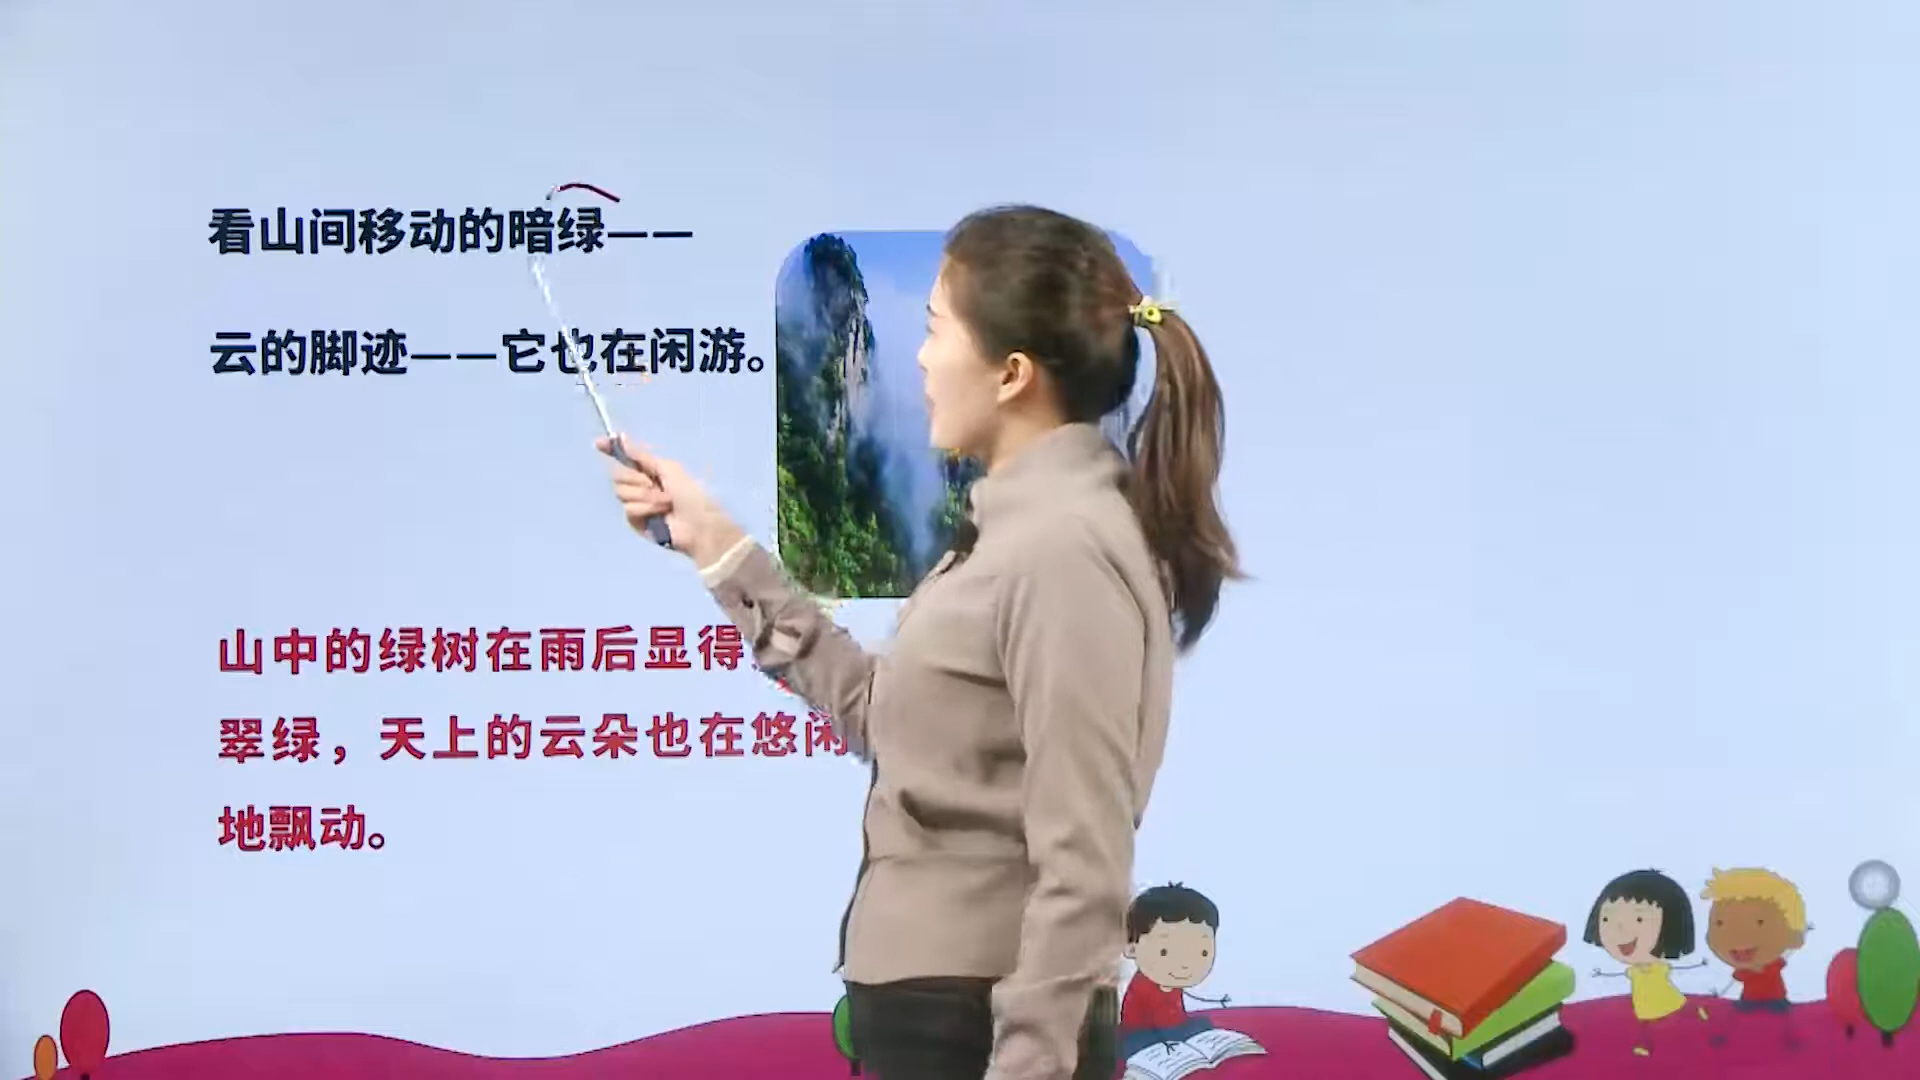 看山间移动的暗绿——
云的脚迹——它也在闲游。
山中的绿树在雨后显得
翠绿，天上的云朵也在悠闲
地飘动。